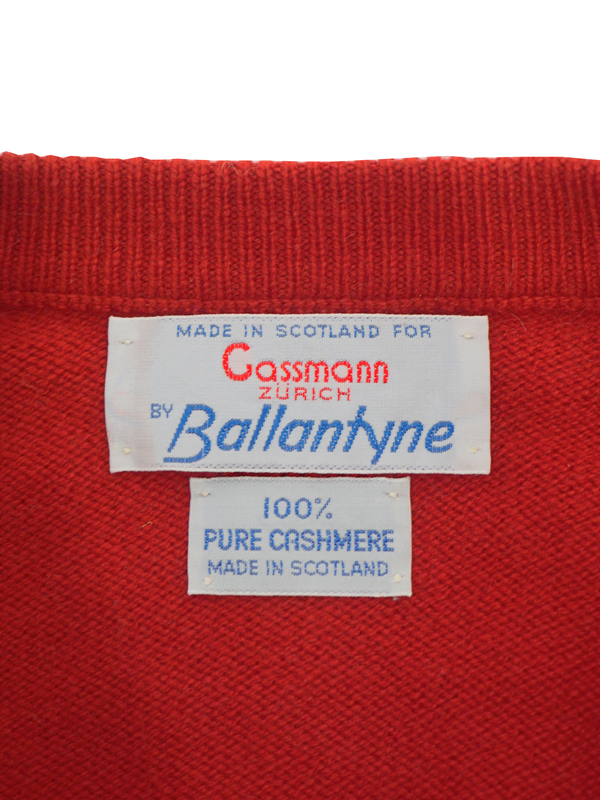 MADE IN SCOTLAND FOR
Gassmann
ZÜRICH
BY Ballantyne
100%
PURE CASHMERE
MADE IN SCOTLAND